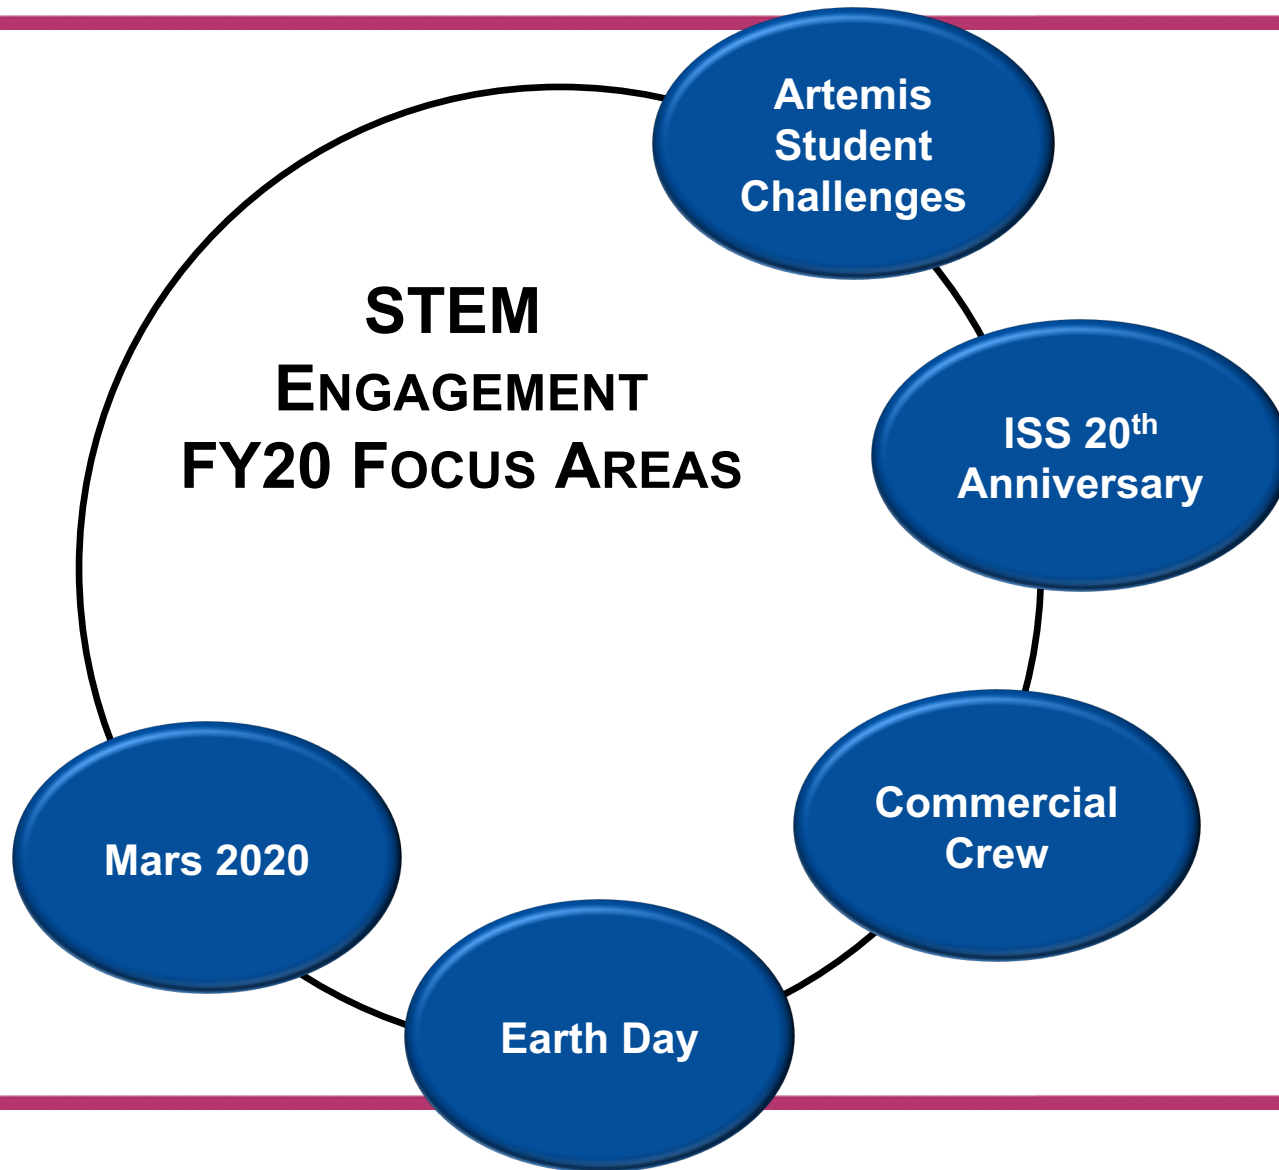 Artemis
Student
Challenges
STEM
ENGAGEMENT
FY20 FOCUS AREAS
ISS 20th
Anniversary
Commercial
Crew
Mars 2020
Earth Day